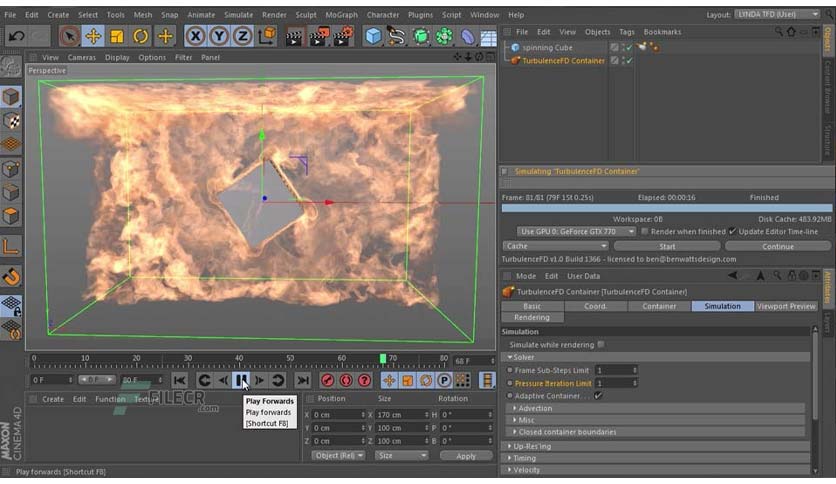 File Edit Create Select Tools Mesh Snap Animate Simulate Render Sculpt MoGraph Character Plugins Script Window Help
Layout: LYNDA TFD (User)
File Edit View Objects Tags Bookmarks
spinning Cube
TurbulenceFD Container
Objects
Content Browser
Structure
View Cameras Display Options Filter Panel
Perspective
Simulating 'TurbulenceFD Container'
Frame: 81/81 (79F 15t 0.25s) Elapsed: 00:00:16 Finished
Workspace: 0B Disk Cache: 483.92MB
Use GPU 0: GeForce GTX 770 Render when finished Update Editor Time-line
Cache Start Continue
TurbulenceFD v1.0 Build 1366 - licensed to ben@benwattsdesign.com
Mode Edit User Data
TurbulenceFD Container [TurbulenceFD Container]
Basic Coord. Container Simulation Viewport Preview
Rendering
Attributes
Layers
Simulation
Simulate while rendering
Solver
Frame Sub-Steps Limit 1
Pressure Iteration Limit 1
Adaptive Container...
Advection
Misc
Closed container boundaries
Up-Res'ing
Timing
Velocity
0 10 20 30 40 50 60 70 80 68 F
0 F 0 F 80 F
Create Edit Function Texture
FILECR
.com
Play Forwards
Play forwards
[Shortcut F8]
Position Size
X 0 cm X 170 cm H 0°
Y 0 cm Y 100 cm P 0°
Z 0 cm Z 100 cm B 0°
Object (Rel) Size Apply
MAXON
CINEMA 4D
Play forwards [Shortcut F8]